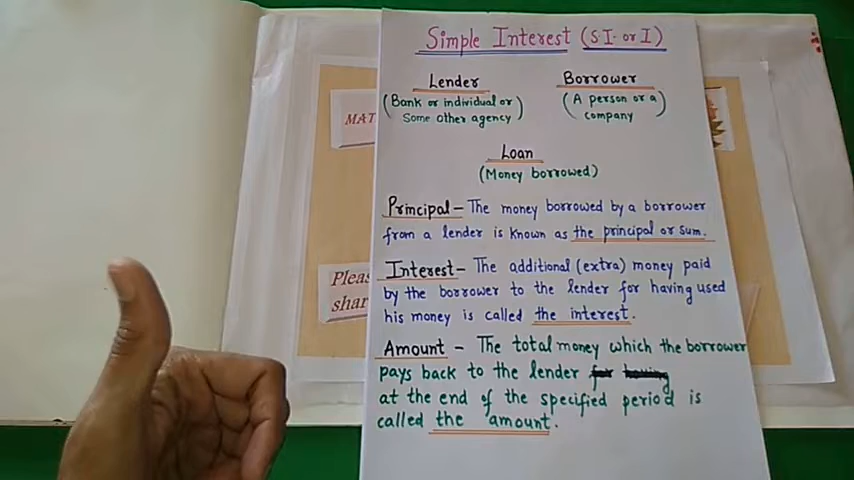 Simple Interest (S I. or I)
Lender
Borrower
(Bank or individual or
Some other agency)
(A person or a
company)
Loan
(Money borrowed)
Principal - The money borrowed by a borrower
from a lender is known as the principal or sum.
Interest - The additional (extra) money paid
by the borrower to the lender for having used
his money is called the interest.
Amount - The total money which the borrower
pays back to the lender
at the end of the specified period is
called the amount.
MAT
Pleas
shar